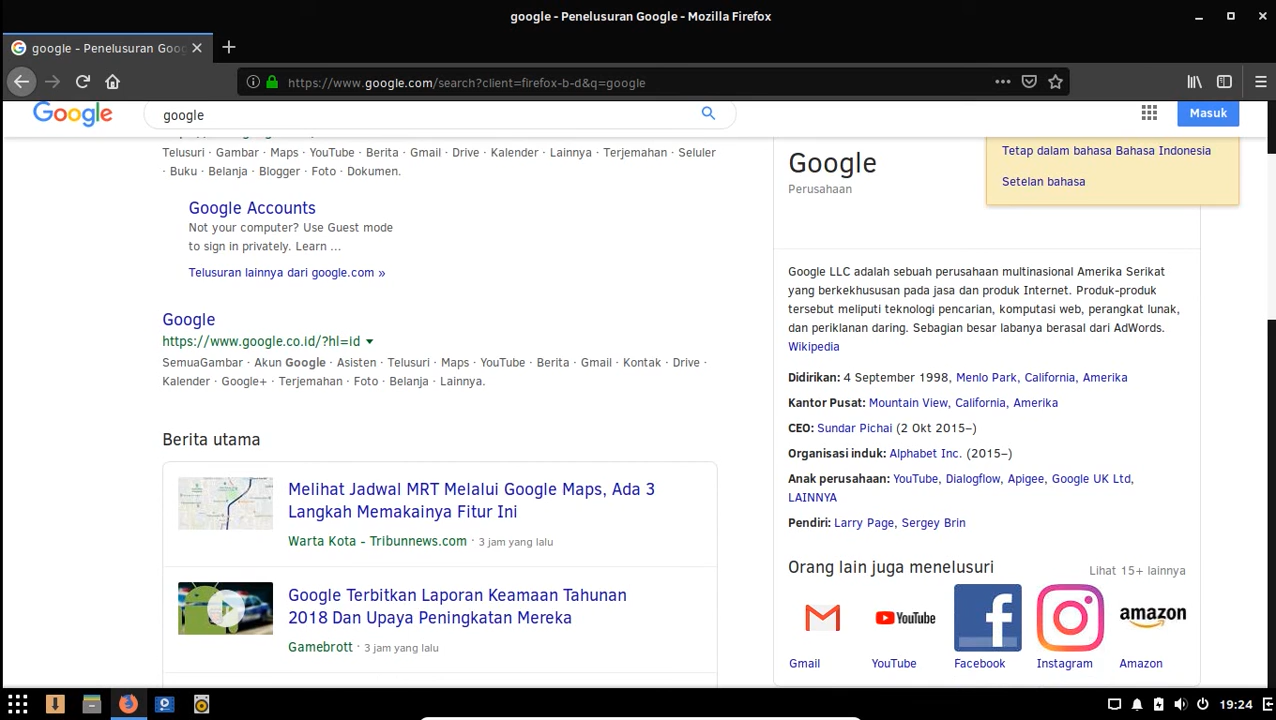 google - Penelusuran Google - Mozilla Firefox
google - Penelusuran Goo
https://www.google.com/search?client=firefox-b-d&q=google
Google
google
Masuk
Telusuri · Gambar · Maps · YouTube · Berita · Gmail · Drive · Kalender · Lainnya · Terjemahan · Seluler
· Buku · Belanja · Blogger · Foto · Dokumen.
Google Accounts
Not your computer? Use Guest mode
to sign in privately. Learn ...
Telusuran lainnya dari google.com »
Google
https://www.google.co.id/?hl=id
SemuaGambar · Akun Google · Asisten · Telusuri · Maps · YouTube · Berita · Gmail · Kontak · Drive ·
Kalender · Google+ · Terjemahan · Foto · Belanja · Lainnya.
Berita utama
Melihat Jadwal MRT Melalui Google Maps, Ada 3
Langkah Memakainya Fitur Ini
Warta Kota - Tribunnews.com · 3 jam yang lalu
Google Terbitkan Laporan Keamaan Tahunan
2018 Dan Upaya Peningkatan Mereka
Gamebrott · 3 jam yang lalu
Google
Perusahaan
Tetap dalam bahasa Bahasa Indonesia
Setelan bahasa
Google LLC adalah sebuah perusahaan multinasional Amerika Serikat
yang berkekhususan pada jasa dan produk Internet. Produk-produk
tersebut meliputi teknologi pencarian, komputasi web, perangkat lunak,
dan periklanan daring. Sebagian besar labanya berasal dari AdWords.
Wikipedia
Didirikan: 4 September 1998, Menlo Park, California, Amerika
Kantor Pusat: Mountain View, California, Amerika
CEO: Sundar Pichai (2 Okt 2015–)
Organisasi induk: Alphabet Inc. (2015–)
Anak perusahaan: YouTube, Dialogflow, Apigee, Google UK Ltd,
LAINNYA
Pendiri: Larry Page, Sergey Brin
Orang lain juga menelusuri
Lihat 15+ lainnya
YouTube
amazon
Gmail
YouTube
Facebook
Instagram
Amazon
19:24